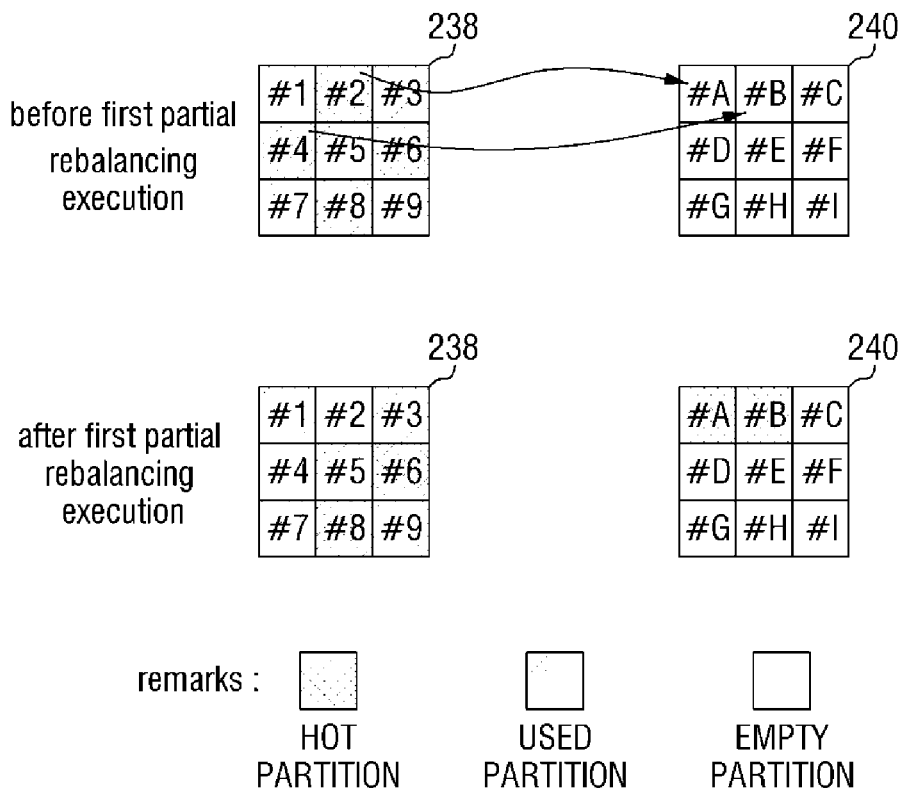 238
240
#1 #2 #3
#A #B #C
before first partial
rebalancing
execution
#4 #5 #6
#D #E #F
#7 #8 #9
#G #H #I
238
240
#1 #2 #3
#A #B #C
after first partial
rebalancing
execution
#4 #5 #6
#D #E #F
#7 #8 #9
#G #H #I
remarks :
HOT
PARTITION
USED
PARTITION
EMPTY
PARTITION